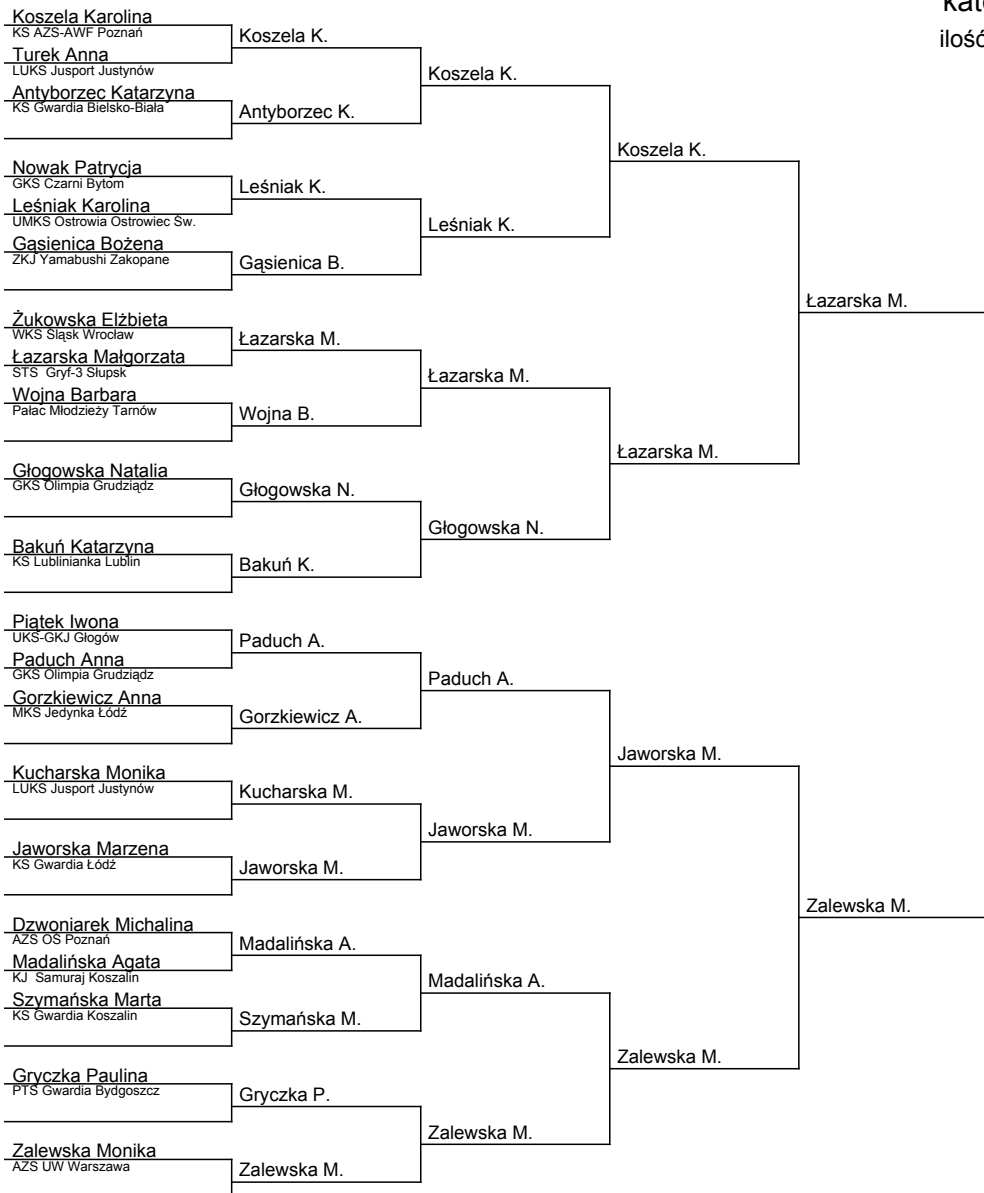 Koszela Karolina
KS AZS-AWF Poznań
Turek Anna
LUKS Jusport Justynów
Antyborzec Katarzyna
KS Gwardia Bielsko-Biała
Nowak Patrycja
GKS Czarni Bytom
Leśniak Karolina
UMKS Ostrowia Ostrowiec Św.
Gąsienica Bożena
ZKJ Yamabushi Zakopane
Żukowska Elżbieta
WKS Śląsk Wrocław
Łazarska Małgorzata
STS Gryf-3 Słupsk
Wojna Barbara
Pałac Młodzieży Tarnów
Głogowska Natalia
GKS Olimpia Grudziądz
Bakuń Katarzyna
KS Lublinianka Lublin
Piątek Iwona
UKS-GKJ Głogów
Paduch Anna
GKS Olimpia Grudziądz
Gorzkiewicz Anna
MKS Jedynka Łódź
Kucharska Monika
LUKS Jusport Justynów
Jaworska Marzena
KS Gwardia Łódź
Dzwoniarek Michalina
AZS OŚ Poznań
Madalińska Agata
KJ Samuraj Koszalin
Szymańska Marta
KS Gwardia Koszalin
Gryczka Paulina
PTS Gwardia Bydgoszcz
Zalewska Monika
AZS UW Warszawa
Koszela K.
Antyborzec K.
Leśniak K.
Gąsienica B.
Łazarska M.
Wojna B.
Głogowska N.
Bakuń K.
Paduch A.
Gorzkiewicz A.
Kucharska M.
Jaworska M.
Madalińska A.
Szymańska M.
Gryczka P.
Zalewska M.
Koszela K.
Leśniak K.
Łazarska M.
Głogowska N.
Paduch A.
Jaworska M.
Madalińska A.
Zalewska M.
Koszela K.
Łazarska M.
Jaworska M.
Zalewska M.
Łazarska M.
Zalewska M.
ilość